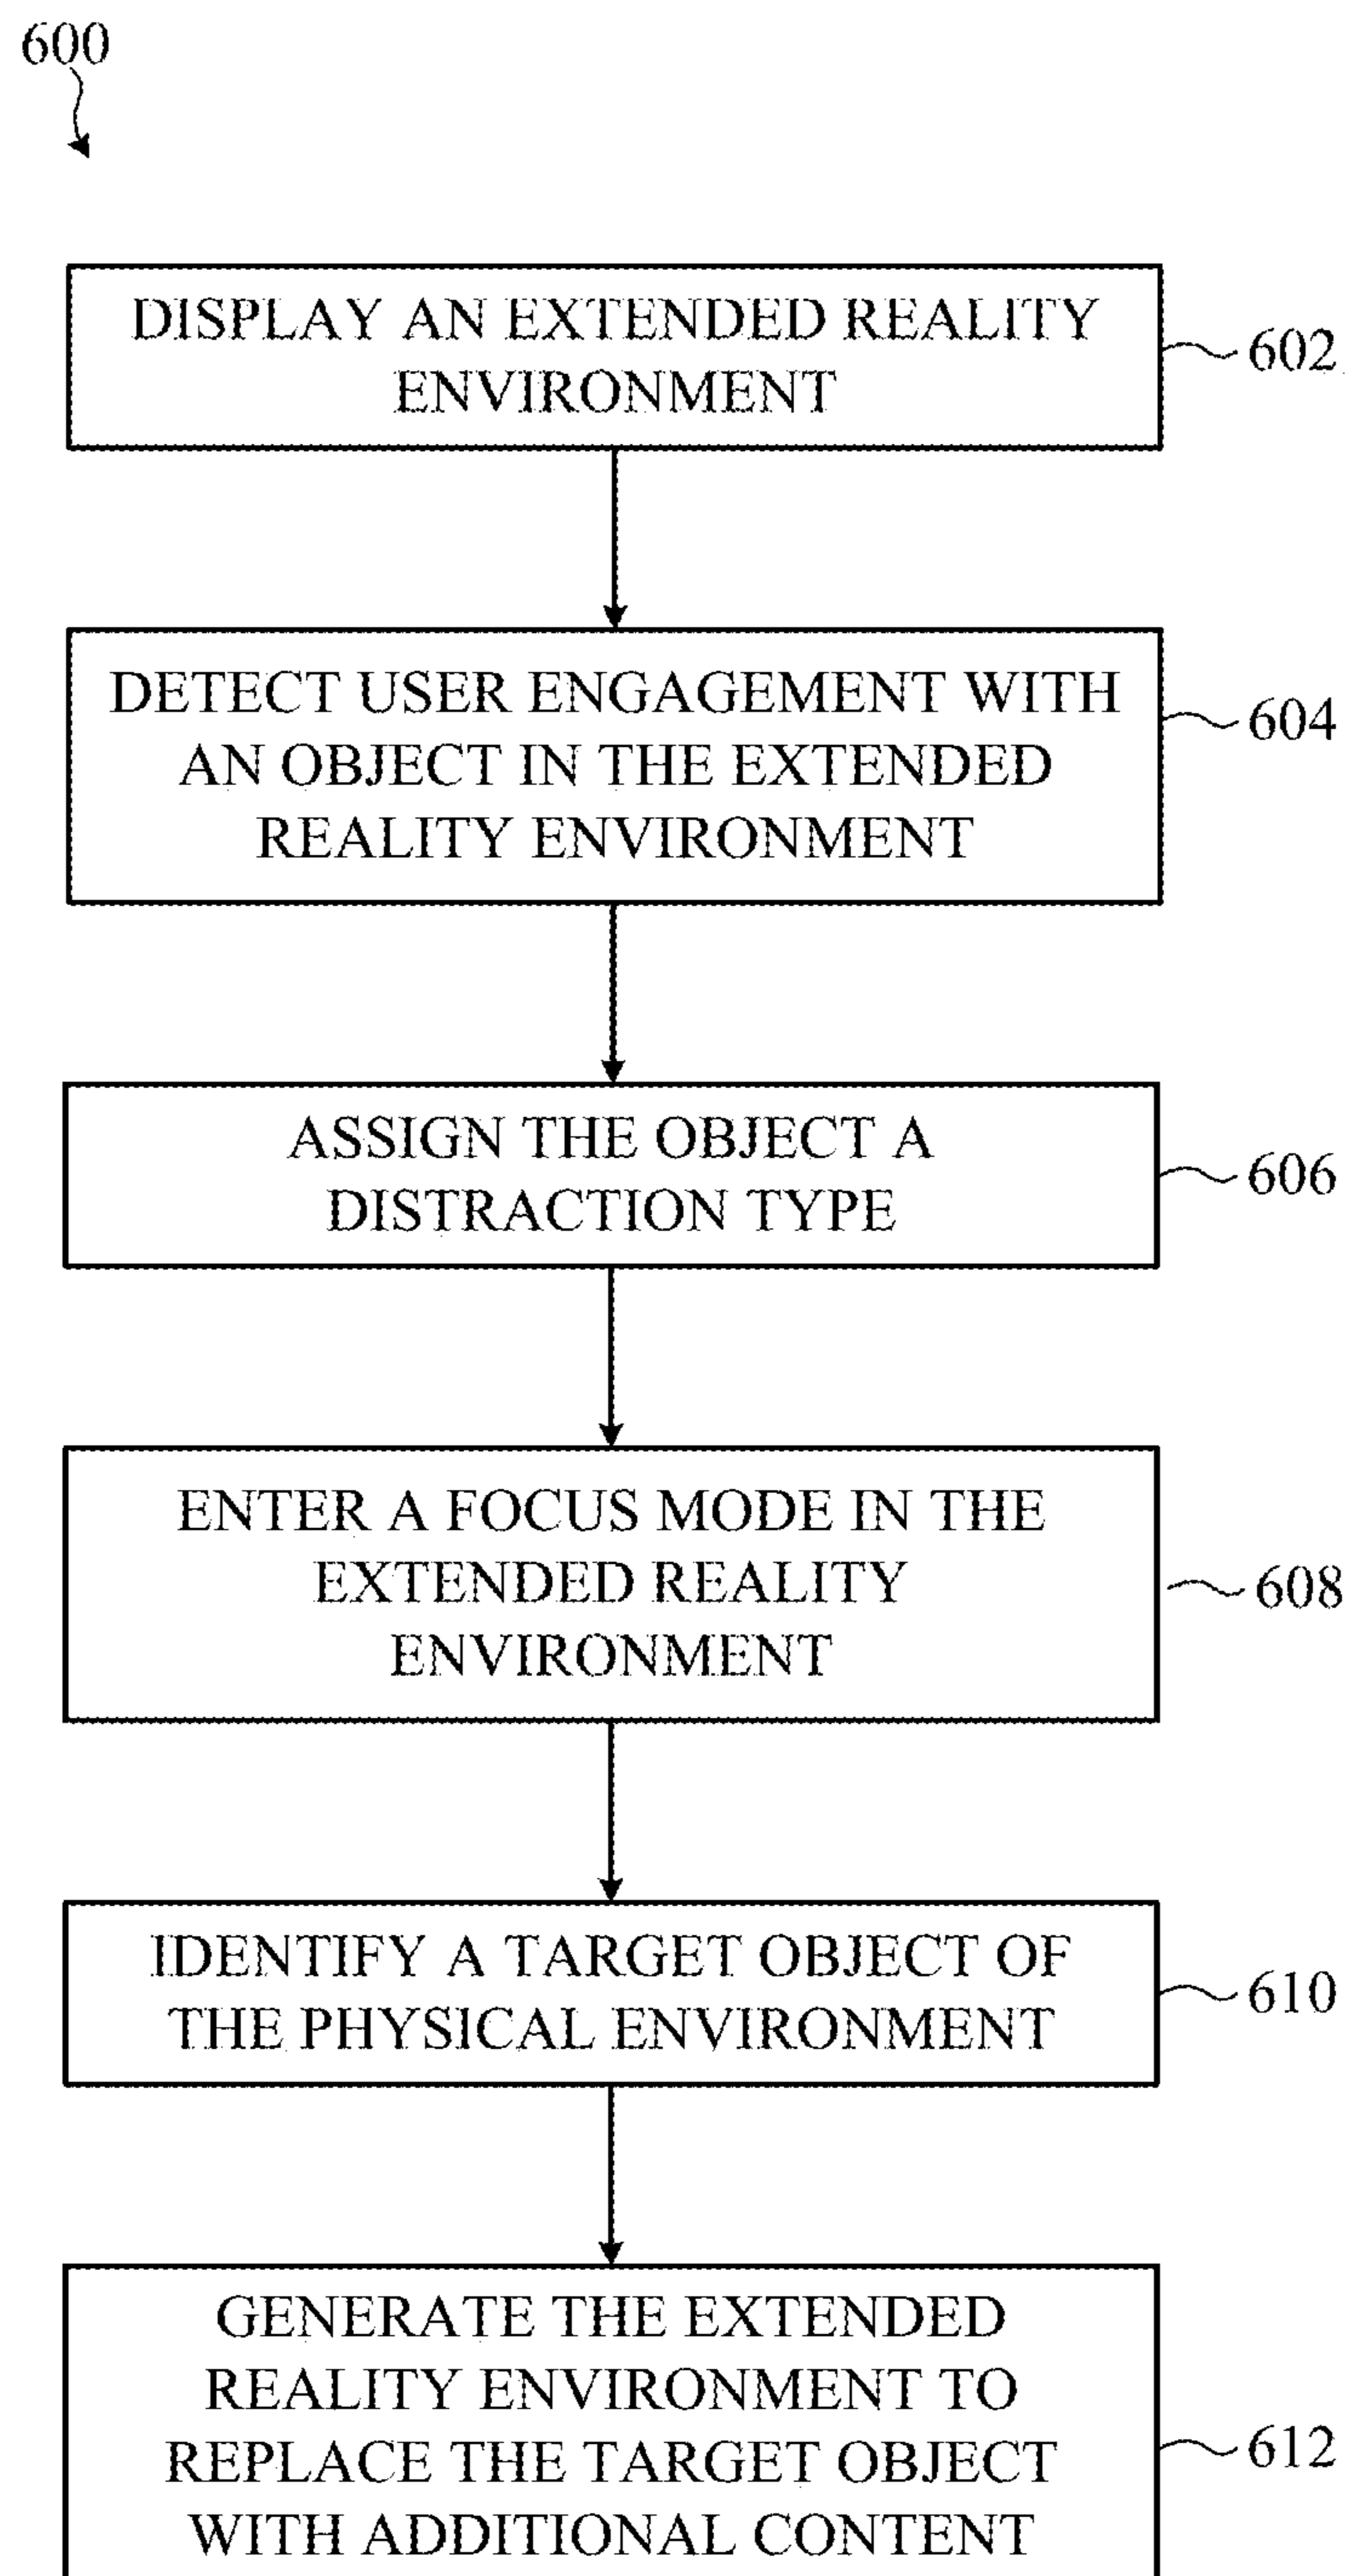 600
DISPLAY AN EXTENDED REALITY
ENVIRONMENT
602
DETECT USER ENGAGEMENT WITH
AN OBJECT IN THE EXTENDED
REALITY ENVIRONMENT
604
ASSIGN THE OBJECT A
DISTRACTION TYPE
606
ENTER A FOCUS MODE IN THE
EXTENDED REALITY
ENVIRONMENT
608
IDENTIFY A TARGET OBJECT OF
THE PHYSICAL ENVIRONMENT
610
GENERATE THE EXTENDED
REALITY ENVIRONMENT TO
REPLACE THE TARGET OBJECT
WITH ADDITIONAL CONTENT
612